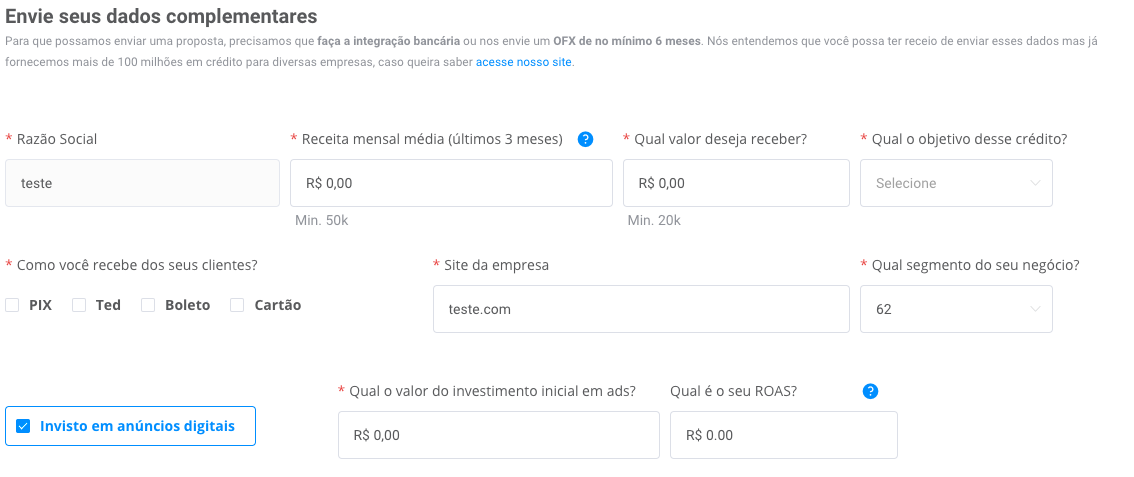 Envie seus dados complementares
Para que possamos enviar uma proposta, precisamos que faça a integração bancária ou nos envie um OFX de no mínimo 6 meses. Nós entendemos que você possa ter receio de enviar esses dados mas já
fornecemos mais de 100 milhões em crédito para diversas empresas, caso queira saber acesse nosso site.
* Razão Social * Receita mensal média (últimos 3 meses) ? * Qual valor deseja receber? * Qual o objetivo desse crédito?
teste R$ 0,00 R$ 0,00 Selecione
Min. 50k Min. 20k
* Como você recebe dos seus clientes? * Site da empresa * Qual segmento do seu negócio?
PIX Ted Boleto Cartão teste.com 62
* Qual o valor do investimento inicial em ads? Qual é o seu ROAS? ?
Invisto em anúncios digitais R$ 0,00 R$ 0.00